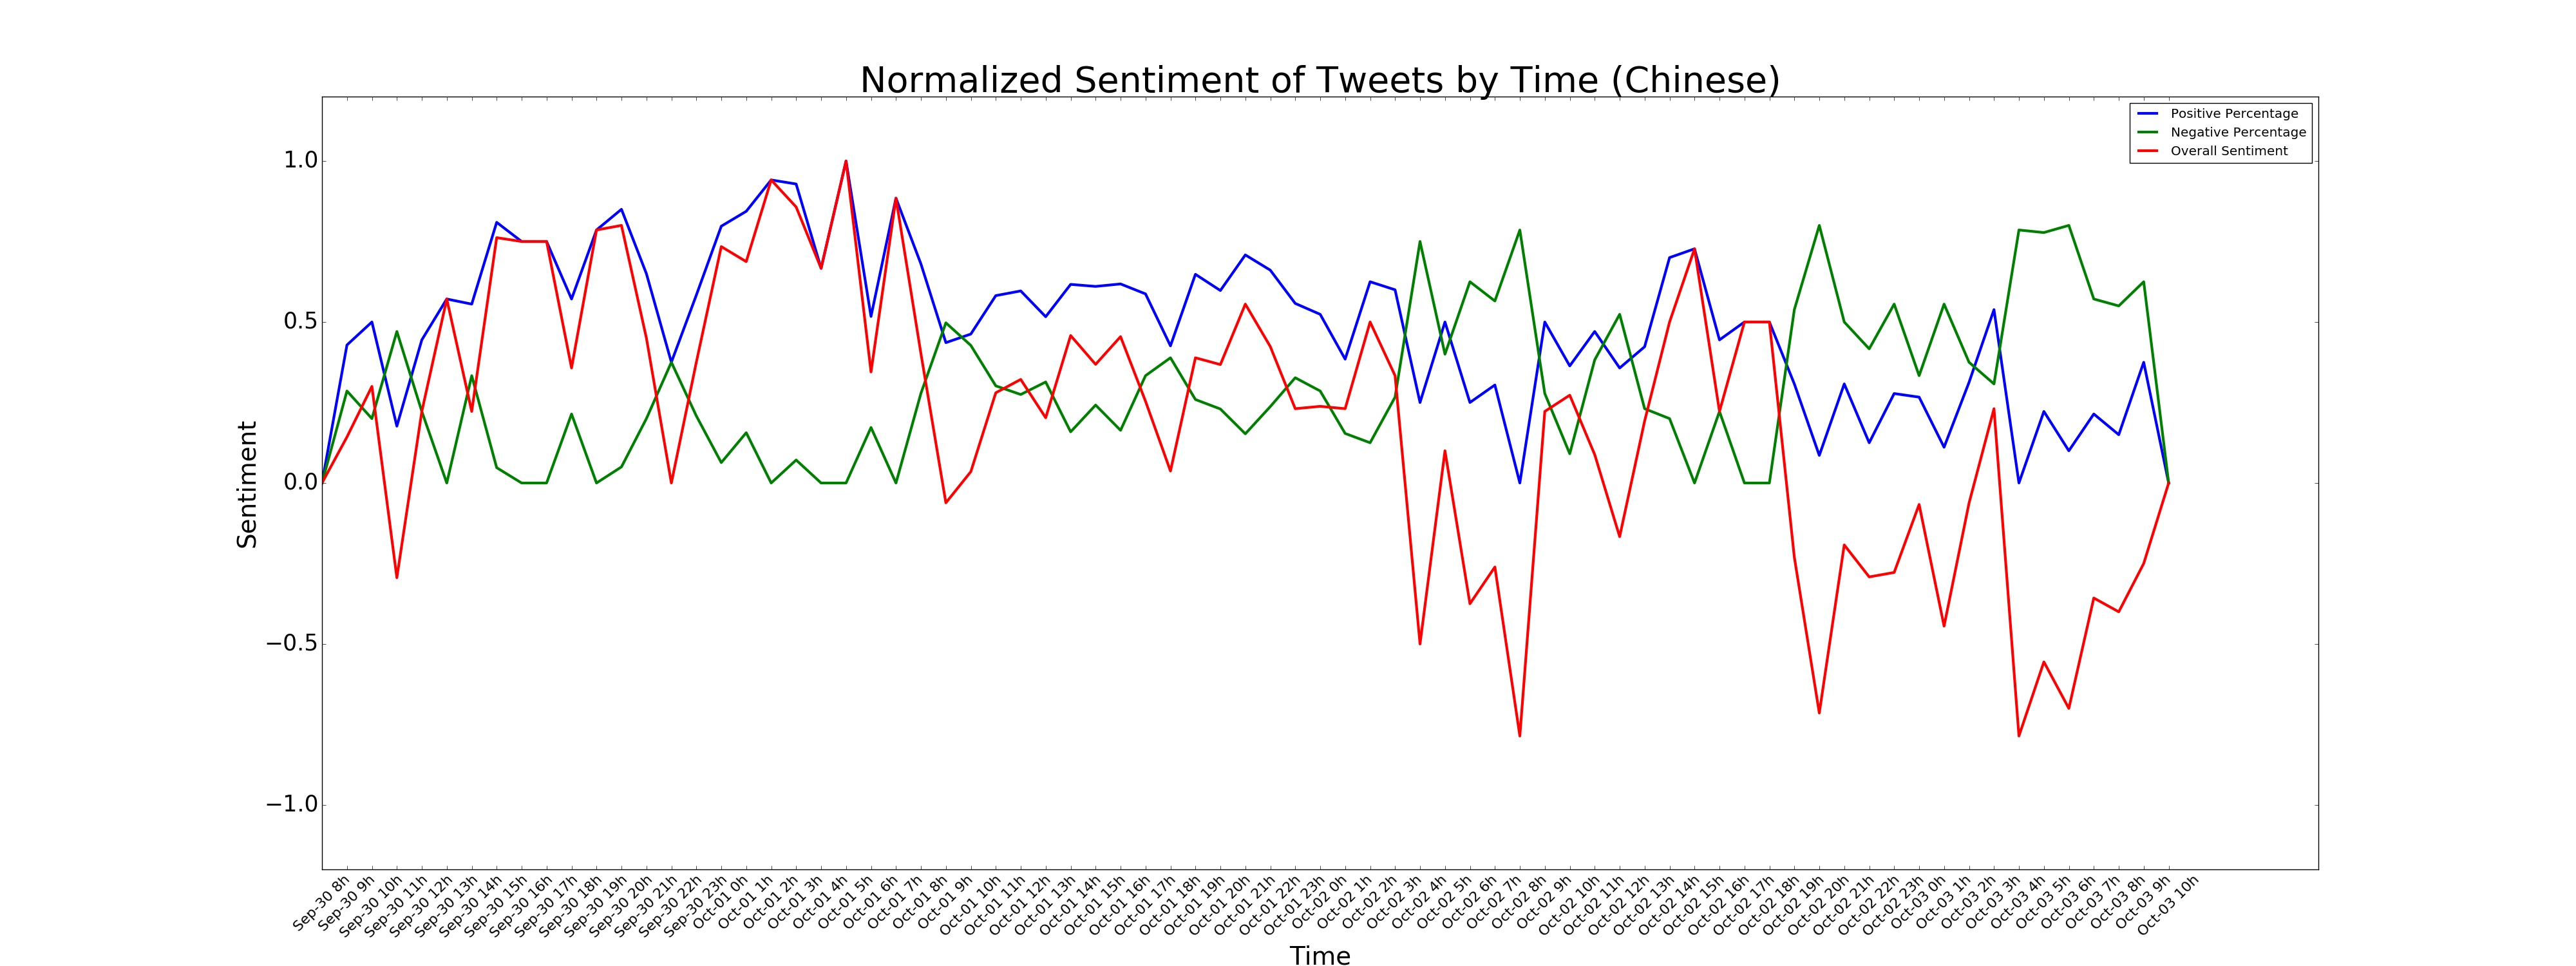 Normalized Sentiment of Tweets by Time (Chinese)
Positive Percentage
Negative Percentage
Overall Sentiment
1.0
0.5
0.0
−0.5
−1.0
Sentiment
Sep-30 8h
Sep-30 9h
Sep-30 10h
Sep-30 11h
Sep-30 12h
Sep-30 13h
Sep-30 14h
Sep-30 15h
Sep-30 16h
Sep-30 17h
Sep-30 18h
Sep-30 19h
Sep-30 20h
Sep-30 21h
Sep-30 22h
Sep-30 23h
Oct-01 0h
Oct-01 1h
Oct-01 2h
Oct-01 3h
Oct-01 4h
Oct-01 5h
Oct-01 6h
Oct-01 7h
Oct-01 8h
Oct-01 9h
Oct-01 10h
Oct-01 11h
Oct-01 12h
Oct-01 13h
Oct-01 14h
Oct-01 15h
Oct-01 16h
Oct-01 17h
Oct-01 18h
Oct-01 19h
Oct-01 20h
Oct-01 21h
Oct-01 22h
Oct-01 23h
Oct-02 0h
Oct-02 1h
Oct-02 2h
Oct-02 3h
Oct-02 4h
Oct-02 5h
Oct-02 6h
Oct-02 7h
Oct-02 8h
Oct-02 9h
Oct-02 10h
Oct-02 11h
Oct-02 12h
Oct-02 13h
Oct-02 14h
Oct-02 15h
Oct-02 16h
Oct-02 17h
Oct-02 18h
Oct-02 19h
Oct-02 20h
Oct-02 21h
Oct-02 22h
Oct-02 23h
Oct-03 0h
Oct-03 1h
Oct-03 2h
Oct-03 3h
Oct-03 4h
Oct-03 5h
Oct-03 6h
Oct-03 7h
Oct-03 8h
Oct-03 9h
Oct-03 10h
Time